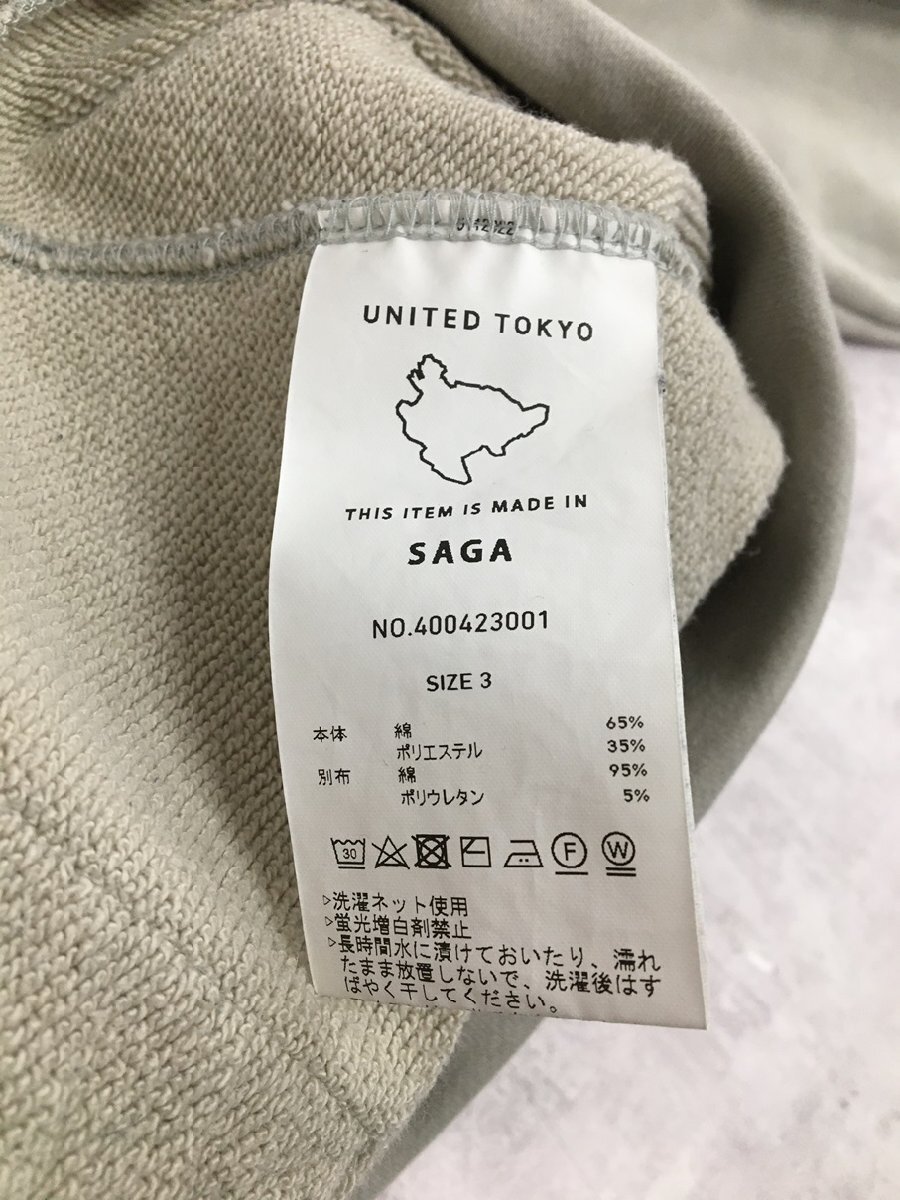 UNITED TOKYO
THIS ITEM IS MADE IN
SAGA
NO.400423001
SIZE 3
本体 綿 65%
ポリエステル 35%
別布 綿 95%
ポリウレタン 5%
30 F W
▷洗濯ネット使用
▷蛍光増白剤禁止
▷長時間水に漬けておいたり、濡れ
たまま放置しないで、洗濯後はす
ばやく干してください。